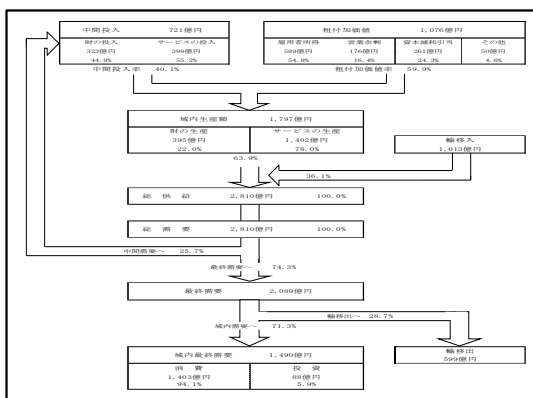 中間投入 721億円
財の投入 サービスの投入
323億円 398億円
44.8% 55.2%
中間投入率 40.1%
粗付加価値 1,076億円
雇用者所得 営業余剰 資本減耗引当 その他
589億円 176億円 261億円 50億円
54.8% 16.4% 24.3% 4.6%
粗付加価値率 59.9%
域内生産額 1,797億円
財の生産 サービスの生産
395億円 1,402億円
22.0% 78.0%
63.9%
輸移入
1,013億円
36.1%
総供給 2,810億円 100.0%
総需要 2,810億円 100.0%
中間需要へ 25.7%
最終需要へ 74.3%
最終需要 2,089億円
輸移出へ 28.7%
域内需要へ 71.3%
域内最終需要 1,490億円
消費 投資
1,403億円 88億円
94.1% 5.9%
輸移出
599億円